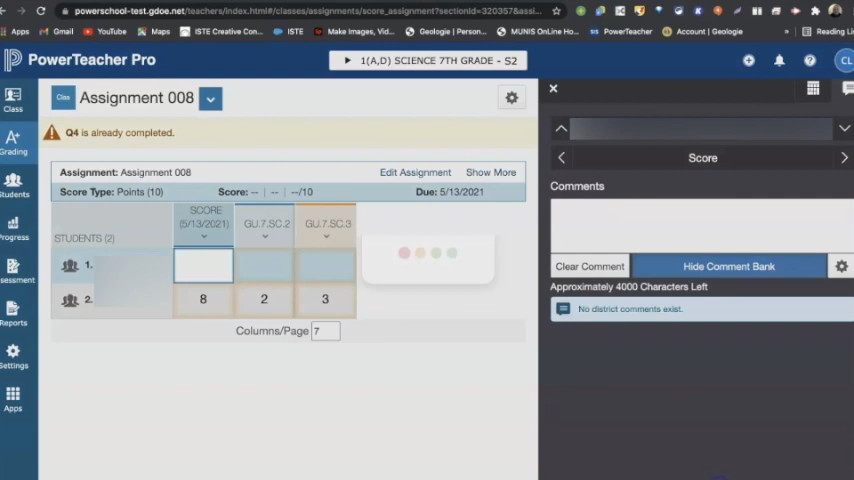 powerschool-test.gdoe.net/teachers/index.html#/classes/assignments/score_assignment?sectionId=320357&assi...
Apps Gmail YouTube Maps ISTE Creative Con... ISTE Make Images, Vid... Geologie | Person... MUNIS OnLine Ho... SIS PowerTeacher Account | Geologie » Reading Li
PowerTeacher Pro
1(A,D) SCIENCE 7TH GRADE - S2
CL
Class
Grading
Students
Progress
ssessment
Reports
Settings
Apps
Class Assignment 008
Q4 is already completed.
Assignment: Assignment 008 Edit Assignment Show More
Score Type: Points (10) Score: -- | -- | --/10 Due: 5/13/2021
STUDENTS (2)
SCORE
(5/13/2021)
GU.7.SC.2
GU.7.SC.3
1.
2. 8 2 3
Columns/Page 7
Score
Comments
Clear Comment Hide Comment Bank
Approximately 4000 Characters Left
No district comments exist.